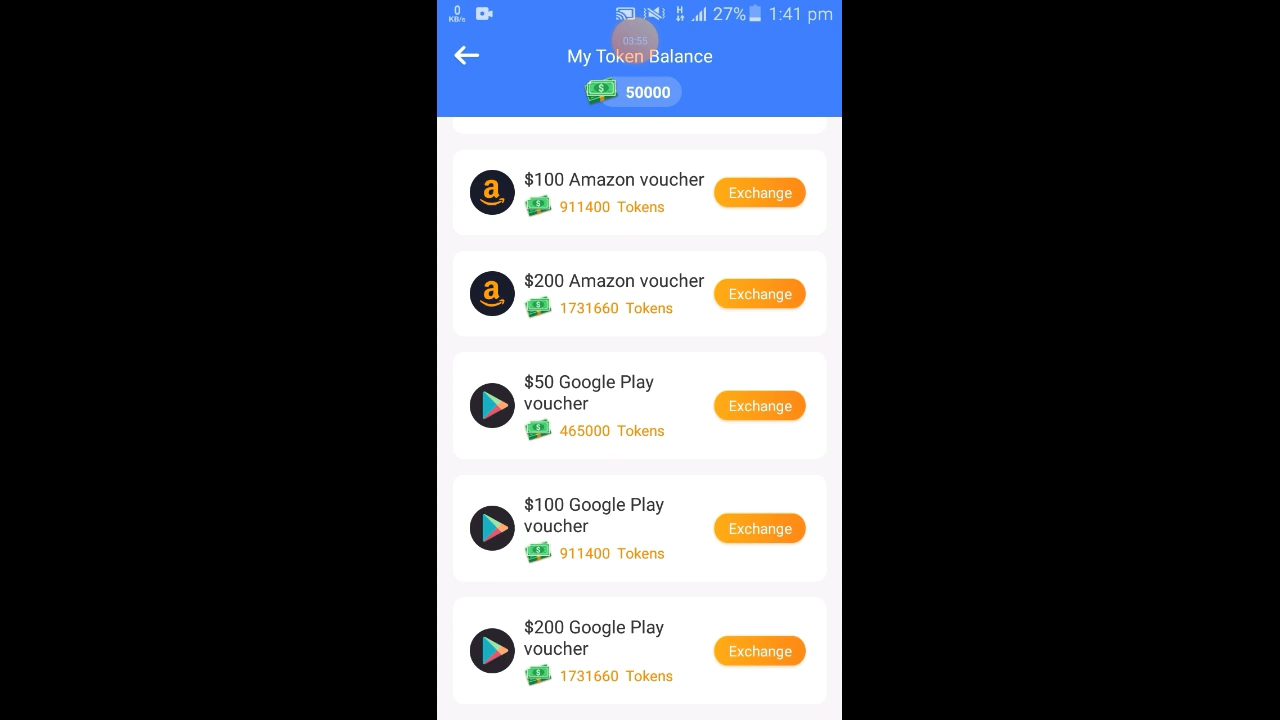 0
KB/s
27% 1:41 pm
03:55
My Token Balance
50000
$100 Amazon voucher
911400 Tokens
Exchange
$200 Amazon voucher
1731660 Tokens
Exchange
$50 Google Play
voucher
465000 Tokens
Exchange
$100 Google Play
voucher
911400 Tokens
Exchange
$200 Google Play
voucher
1731660 Tokens
Exchange